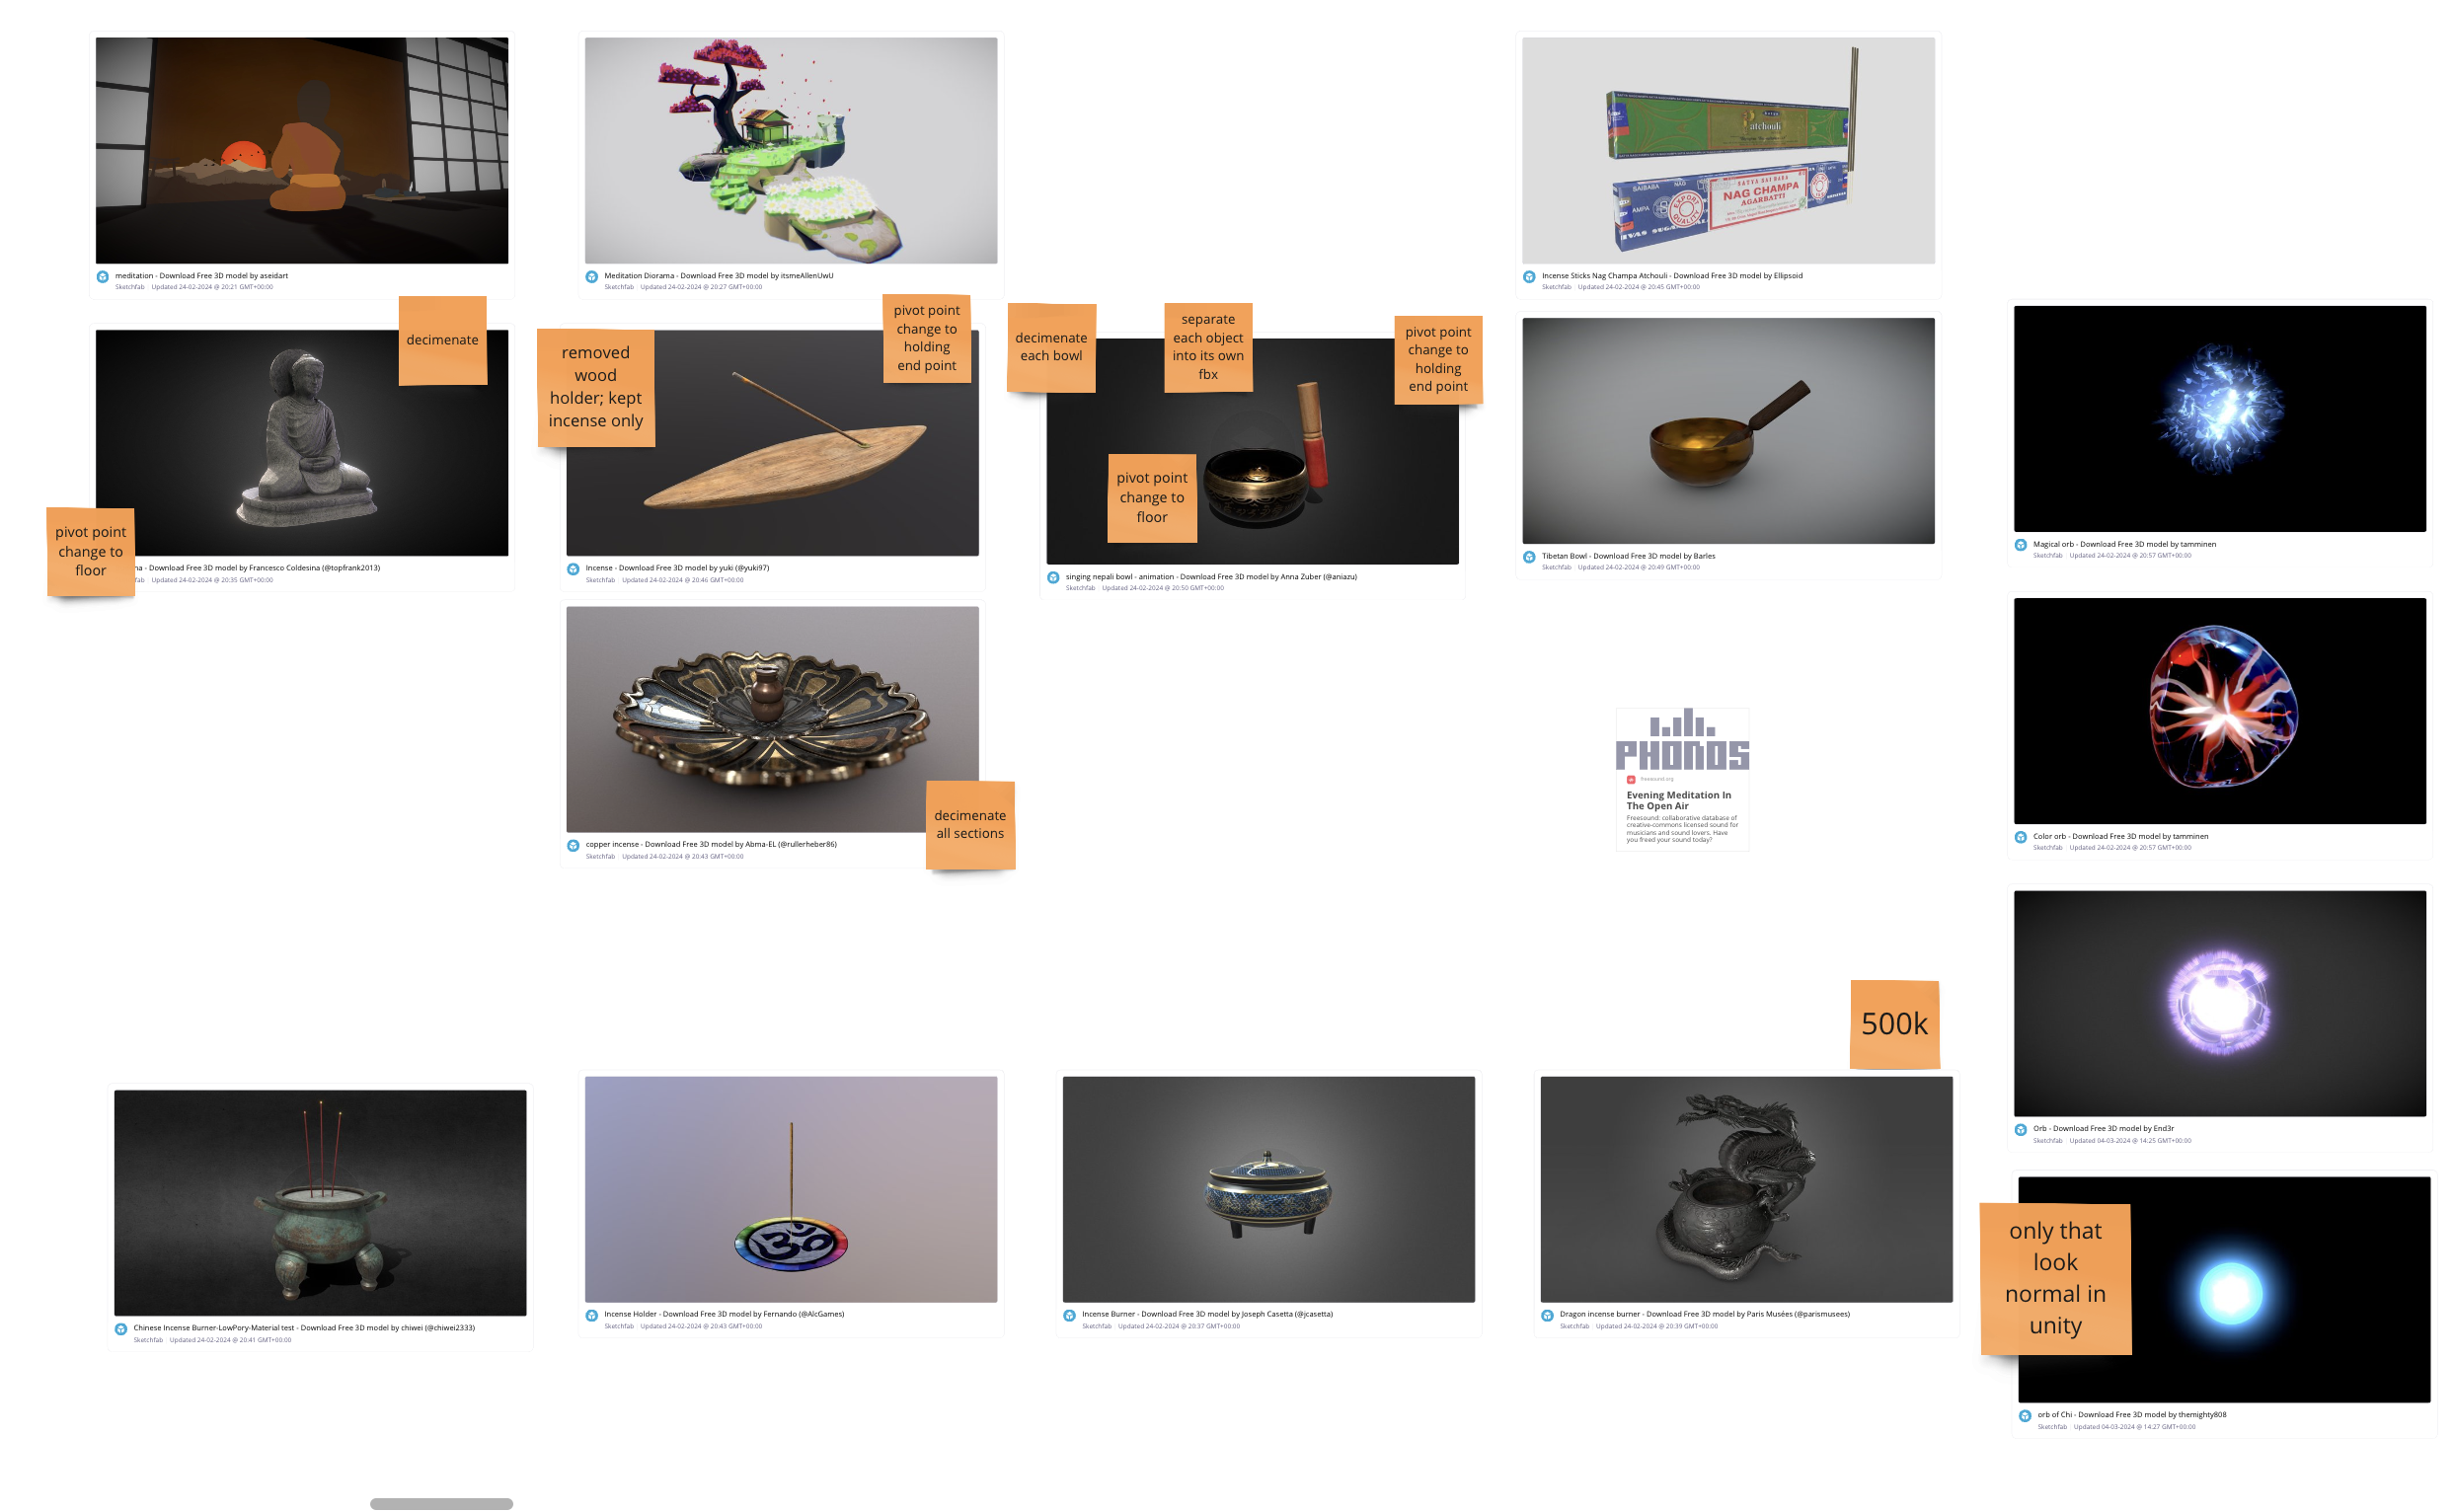 meditation - Download Free 3D model by aseidart
Sketchfab | Updated 24-02-2024 @ 20:21 GMT+00:00
Meditation Diorama - Download Free 3D model by itsmeAllenUwU
Sketchfab | Updated 24-02-2024 @ 20:27 GMT+00:00
atchouli
SAIBABA NAG
SATYA SAI BABA
NAG CHAMPA
AGARBATTI
EXPORT
QUALITY
AMPA
Incense Sticks Nag Champa Atchouli - Download Free 3D model by Ellipsoid
Sketchfab | Updated 24-02-2024 @ 20:45 GMT+00:00
decimenate
pivot point
change to
floor
na - Download Free 3D model by Francesco Coldesina (@topfrank2013)
fab | Updated 24-02-2024 @ 20:35 GMT+00:00
removed
wood
holder; kept
incense only
pivot point
change to
holding
end point
Incense - Download Free 3D model by yuki (@yuki97)
Sketchfab | Updated 24-02-2024 @ 20:46 GMT+00:00
decimenate
each bowl
separate
each object
into its own
fbx
pivot point
change to
holding
end point
pivot point
change to
floor
singing nepali bowl - animation - Download Free 3D model by Anna Zuber (@aniazu)
Sketchfab | Updated 24-02-2024 @ 20:50 GMT+00:00
Tibetan Bowl - Download Free 3D model by Barles
Sketchfab | Updated 24-02-2024 @ 20:49 GMT+00:00
Magical orb - Download Free 3D model by tamminen
Sketchfab | Updated 24-02-2024 @ 20:57 GMT+00:00
decimenate
all sections
copper incense - Download Free 3D model by Abma-EL (@rullerheber86)
Sketchfab | Updated 24-02-2024 @ 20:43 GMT+00:00
PHONOS
freesound.org
Evening Meditation In
The Open Air
Freesound: collaborative database of
creative-commons licensed sound for
musicians and sound lovers. Have
you freed your sound today?
Color orb - Download Free 3D model by tamminen
Sketchfab | Updated 24-02-2024 @ 20:57 GMT+00:00
Orb - Download Free 3D model by End3r
Sketchfab | Updated 04-03-2024 @ 14:25 GMT+00:00
Chinese Incense Burner-LowPory-Material test - Download Free 3D model by chiwei (@chiwei2333)
Sketchfab | Updated 24-02-2024 @ 20:41 GMT+00:00
Incense Holder - Download Free 3D model by Fernando (@AlcGames)
Sketchfab | Updated 24-02-2024 @ 20:43 GMT+00:00
Incense Burner - Download Free 3D model by Joseph Casetta (@jcasetta)
Sketchfab | Updated 24-02-2024 @ 20:37 GMT+00:00
500k
Dragon incense burner - Download Free 3D model by Paris Musées (@parismusees)
Sketchfab | Updated 24-02-2024 @ 20:39 GMT+00:00
only that
look
normal in
unity
orb of Chi - Download Free 3D model by themighty808
Sketchfab | Updated 04-03-2024 @ 14:27 GMT+00:00